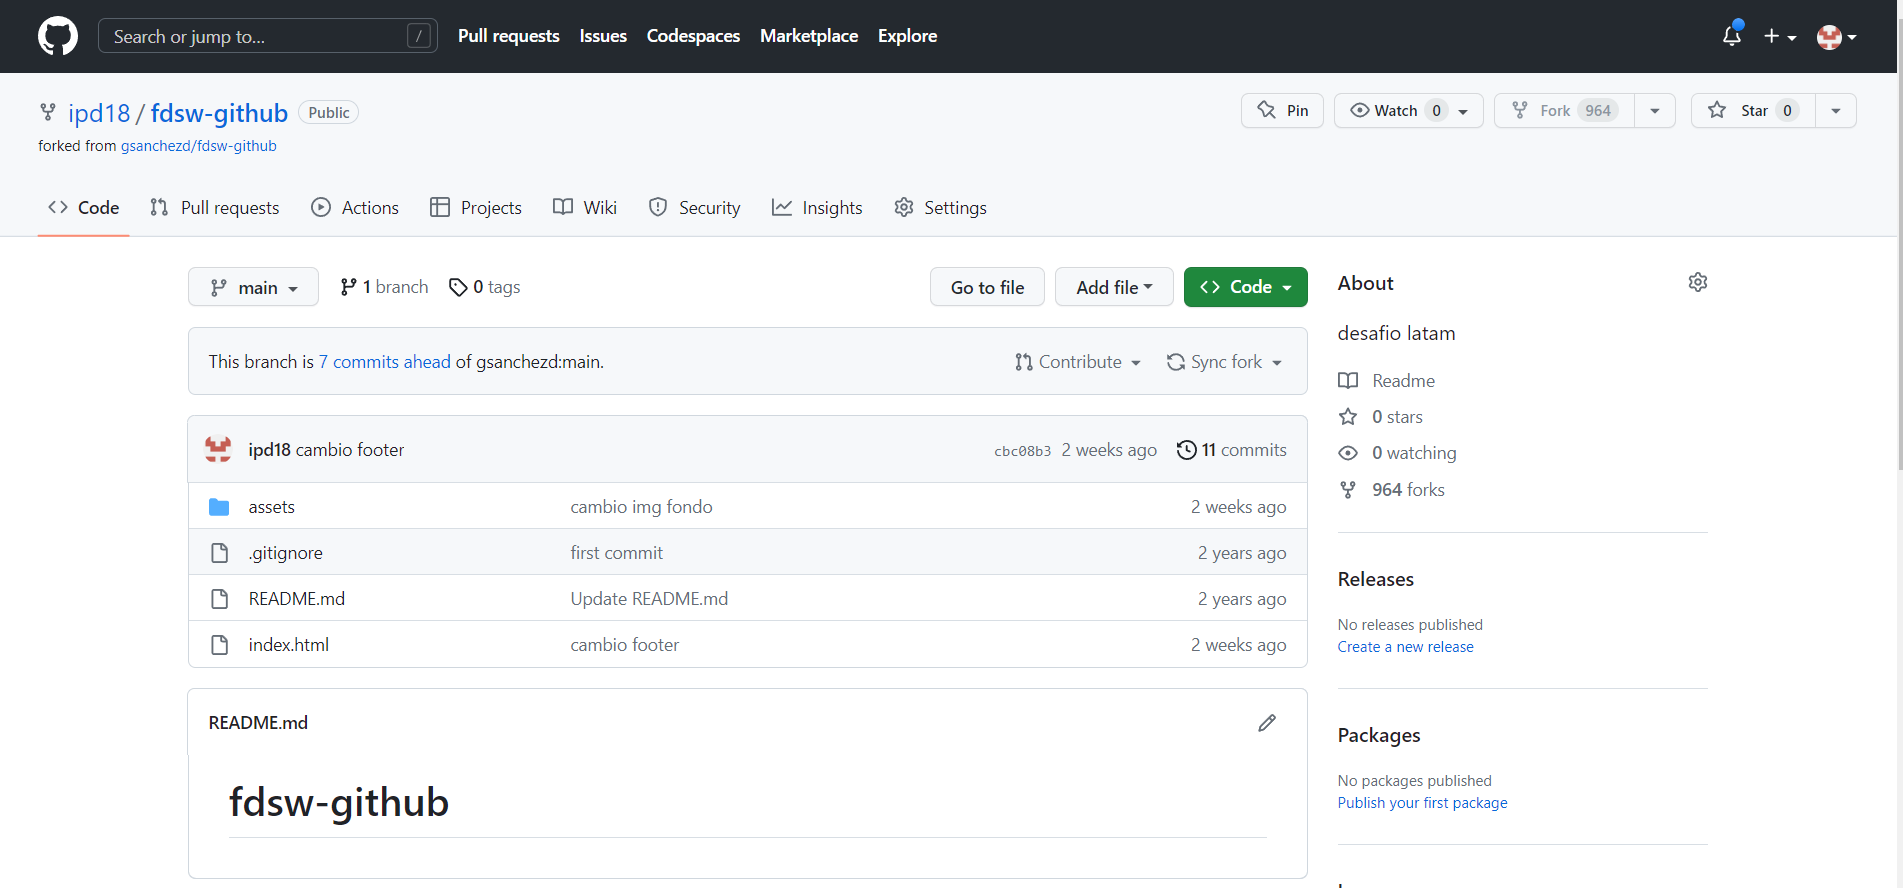 Search or jump to... /
Pull requests Issues Codespaces Marketplace Explore
ipd18 / fdsw-github Public
forked from gsanchezd/fdsw-github
Pin Watch 0 Fork 964 Star 0
Code Pull requests Actions Projects Wiki Security Insights Settings
main 1 branch 0 tags Go to file Add file Code
This branch is 7 commits ahead of gsanchezd:main. Contribute Sync fork
ipd18 cambio footer cbc08b3 2 weeks ago 11 commits
assets cambio img fondo 2 weeks ago
.gitignore first commit 2 years ago
README.md Update README.md 2 years ago
index.html cambio footer 2 weeks ago
README.md
fdsw-github
About
desafio latam
Readme
0 stars
0 watching
964 forks
Releases
No releases published
Create a new release
Packages
No packages published
Publish your first package